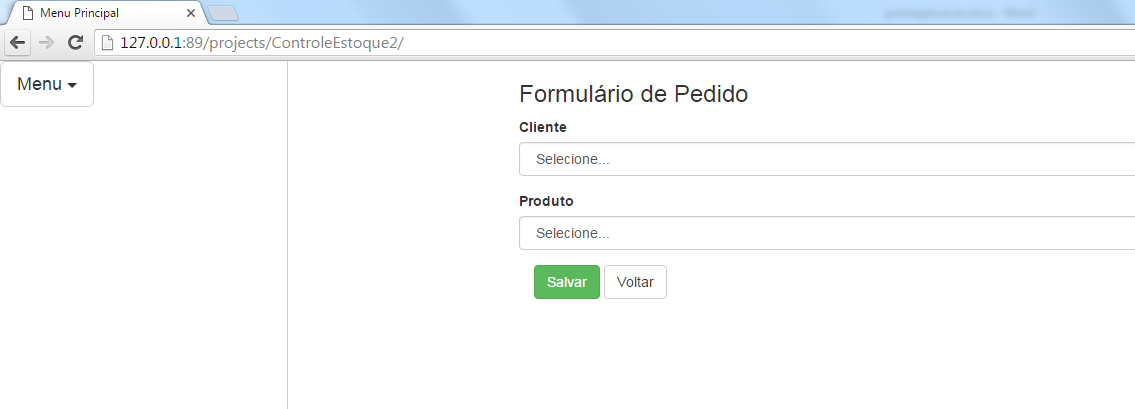 Menu Principal
127.0.0.1:89/projects/ControleEstoque2/
Menu
Formulário de Pedido
Cliente
Selecione...
Produto
Selecione...
Salvar Voltar